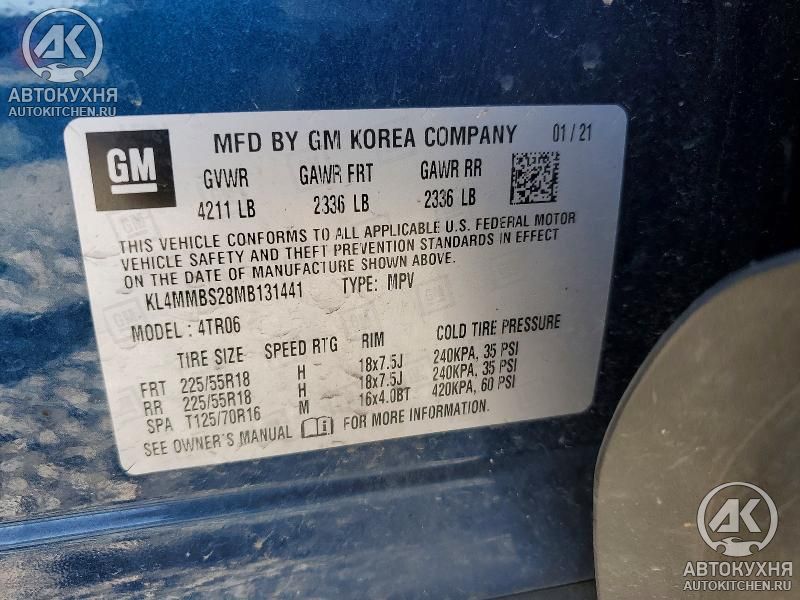 АК
АВТОКУХНЯ
AUTOKITCHEN.RU
GM
MFD BY GM KOREA COMPANY 01/21
GVWR GAWR FRT GAWR RR
4211 LB 2336 LB 2336 LB
THIS VEHICLE CONFORMS TO ALL APPLICABLE U.S. FEDERAL MOTOR
VEHICLE SAFETY AND THEFT PREVENTION STANDARDS IN EFFECT
ON THE DATE OF MANUFACTURE SHOWN ABOVE.
KL4MMBS28MB131441 TYPE: MPV
MODEL: 4TR06
TIRE SIZE SPEED RTG RIM COLD TIRE PRESSURE
FRT 225/55R18 H 18x7.5J 240KPA, 35 PSI
RR 225/55R18 H 18x7.5J 240KPA, 35 PSI
SPA T125/70R16 M 16x4.0BT 420KPA, 60 PSI
SEE OWNER'S MANUAL FOR MORE INFORMATION.
АК
АВТОКУХНЯ
AUTOKITCHEN.RU